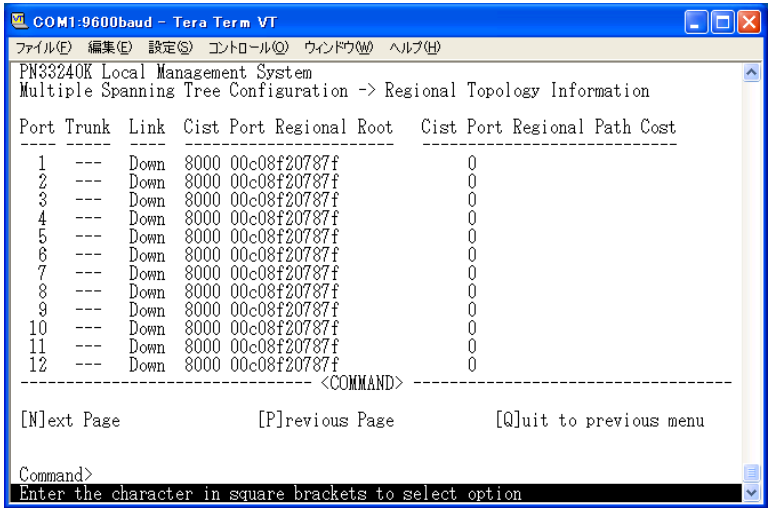 COM1:9600baud - Tera Term VT
ファイル(F) 編集(E) 設定(S) コントロール(O) ウィンドウ(W) ヘルプ(H)
PN33240K Local Management System
Multiple Spanning Tree Configuration -> Regional Topology Information
Port Trunk Link Cist Port Regional Root Cist Port Regional Path Cost
---- ----- ---- ----------------------- ----------------------------
1 --- Down 8000 00c08f20787f 0
2 --- Down 8000 00c08f20787f 0
3 --- Down 8000 00c08f20787f 0
4 --- Down 8000 00c08f20787f 0
5 --- Down 8000 00c08f20787f 0
6 --- Down 8000 00c08f20787f 0
7 --- Down 8000 00c08f20787f 0
8 --- Down 8000 00c08f20787f 0
9 --- Down 8000 00c08f20787f 0
10 --- Down 8000 00c08f20787f 0
11 --- Down 8000 00c08f20787f 0
12 --- Down 8000 00c08f20787f 0
-------------------------------- <COMMAND> -----------------------------------
[N]ext Page [P]revious Page [Q]uit to previous menu
Command>
Enter the character in square brackets to select option